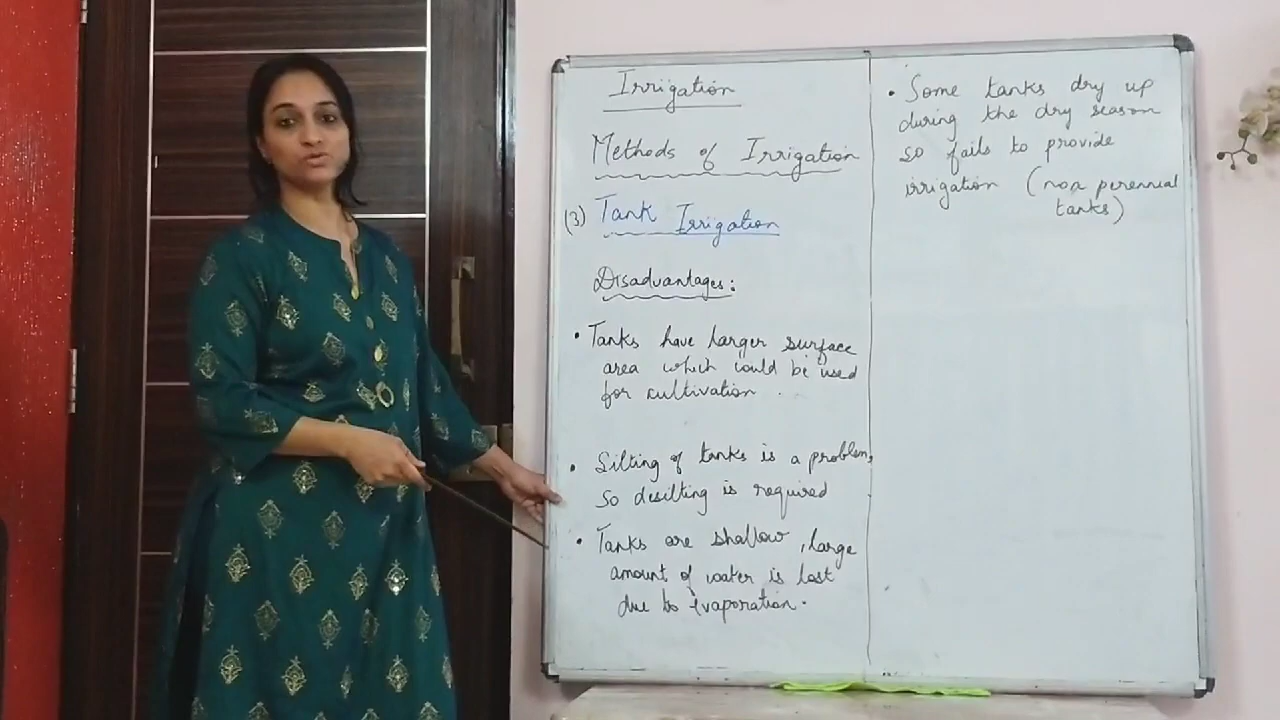 Irrigation
Methods of Irrigation
(3) Tank Irrigation
Disadvantages:
• Tanks have larger surface
area which could be used
for cultivation.
• Silting of tanks is a problem,
so desilting is required
• Tanks are shallow, large
amount of water is lost
due to evaporation.
• Some tanks dry up
during the dry season
so fails to provide
irrigation (non perennial
tanks)